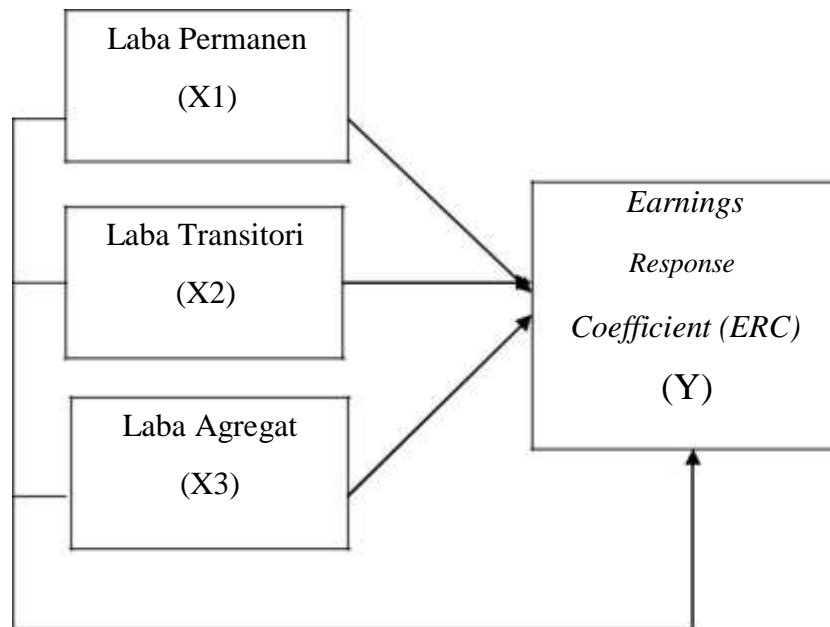 Laba Permanen
(X1)
Laba Transitori
(X2)
Laba Agregat
(X3)
Earnings
Response
Coefficient (ERC)
(Y)